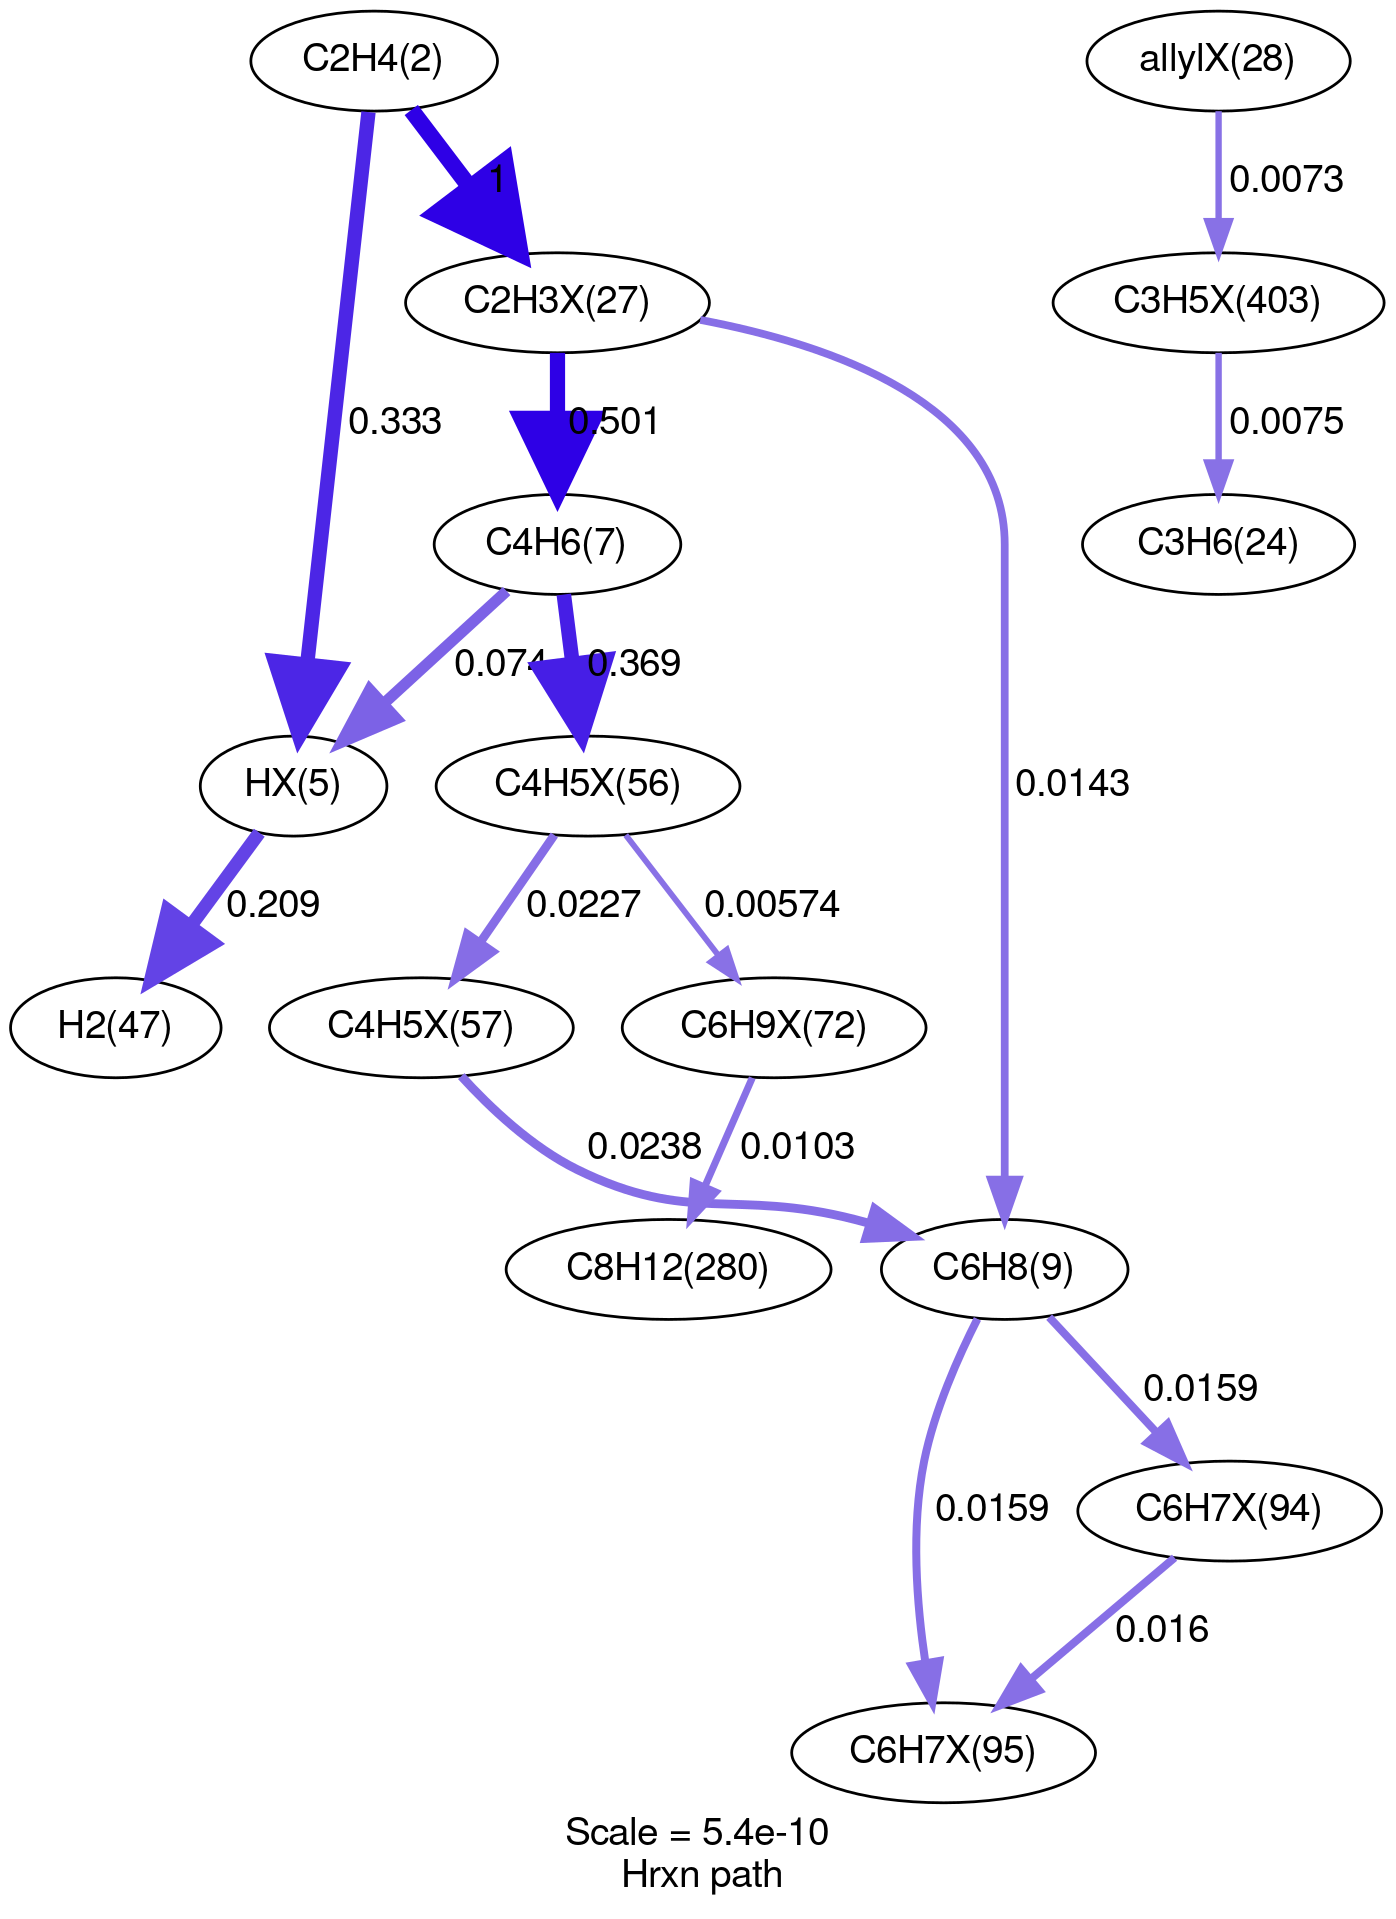 C2H4(2)
allylX(28)
1
0.0073
C2H3X(27)
C3H5X(403)
0.333
0.501
0.0075
C4H6(7)
C3H6(24)
0.074
0.369
HX(5)
C4H5X(56)
0.0143
0.209
0.0227
0.00574
H2(47)
C4H5X(57)
C6H9X(72)
0.0238
0.0103
C8H12(280)
C6H8(9)
0.0159
0.0159
C6H7X(94)
0.016
C6H7X(95)
Scale = 5.4e-10
Hrxn path